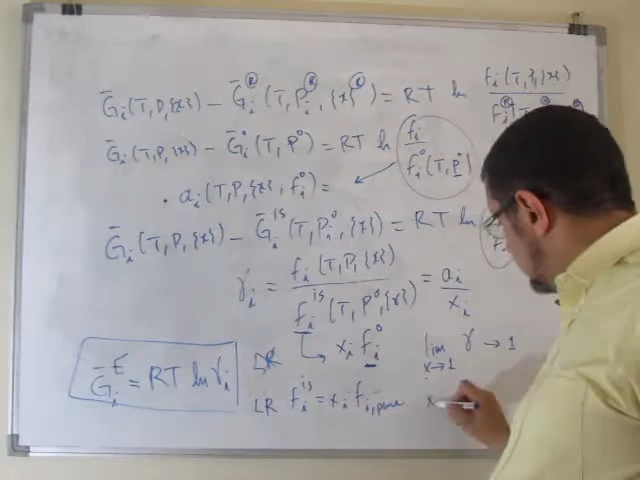 Ḡi(T,P,{x}) − Ḡi^Ⓡ(T,Pi^Ⓡ,{x}^Ⓡ) = RT ln fi(T,P,{x}) / fi^Ⓡ
Ḡi(T,P,{x}) − Ḡi°(T,P°) = RT ln fi / fi°(T,P°)
· ai(T,P,{x}, fi°) =
Ḡi(T,P,{x}) − Ḡi^is(T,Pi°,{x}) = RT ln
γi = fi(T,P,{x}) / fi^is(T,P°,{x}) = ai / xi
xi fi°
lim γ → 1
x→1
Ḡi^E = RT ln γi
LR fi^is = xi fi,pure
x